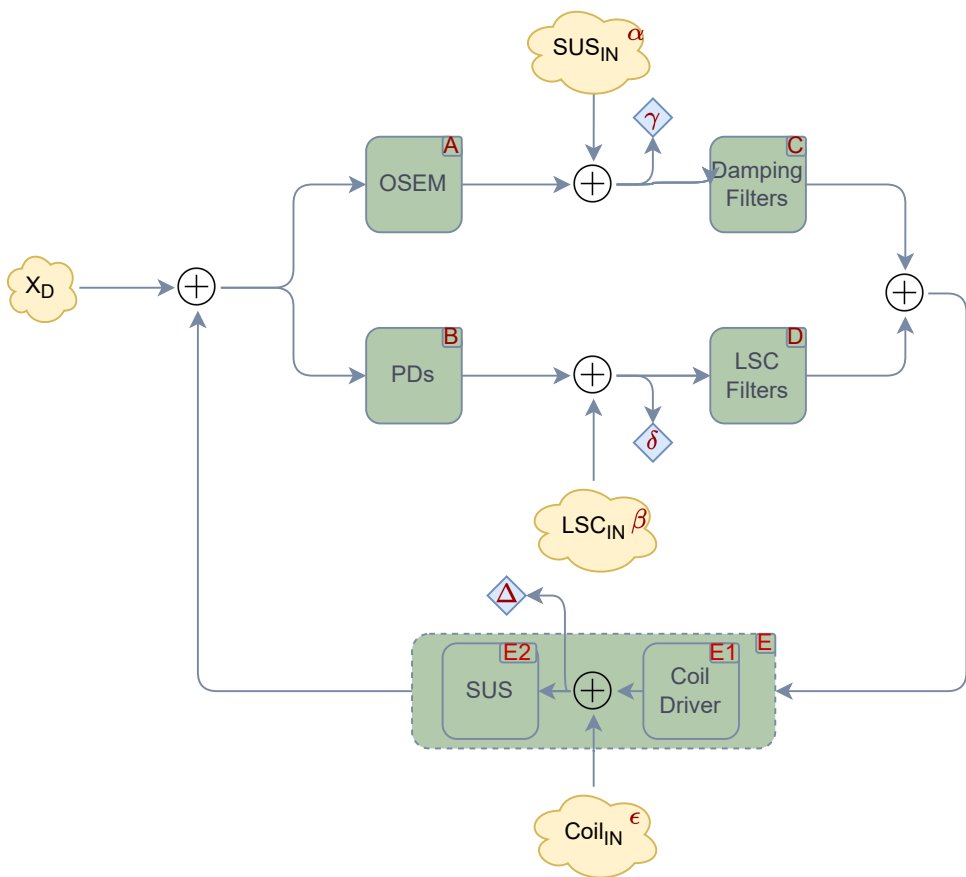 SUS_IN α
γ
A
OSEM
C
Damping
Filters
X_D
B
PDs
D
LSC
Filters
δ
LSC_IN β
Δ
E
E2
SUS
E1
Coil
Driver
Coil_IN ϵ